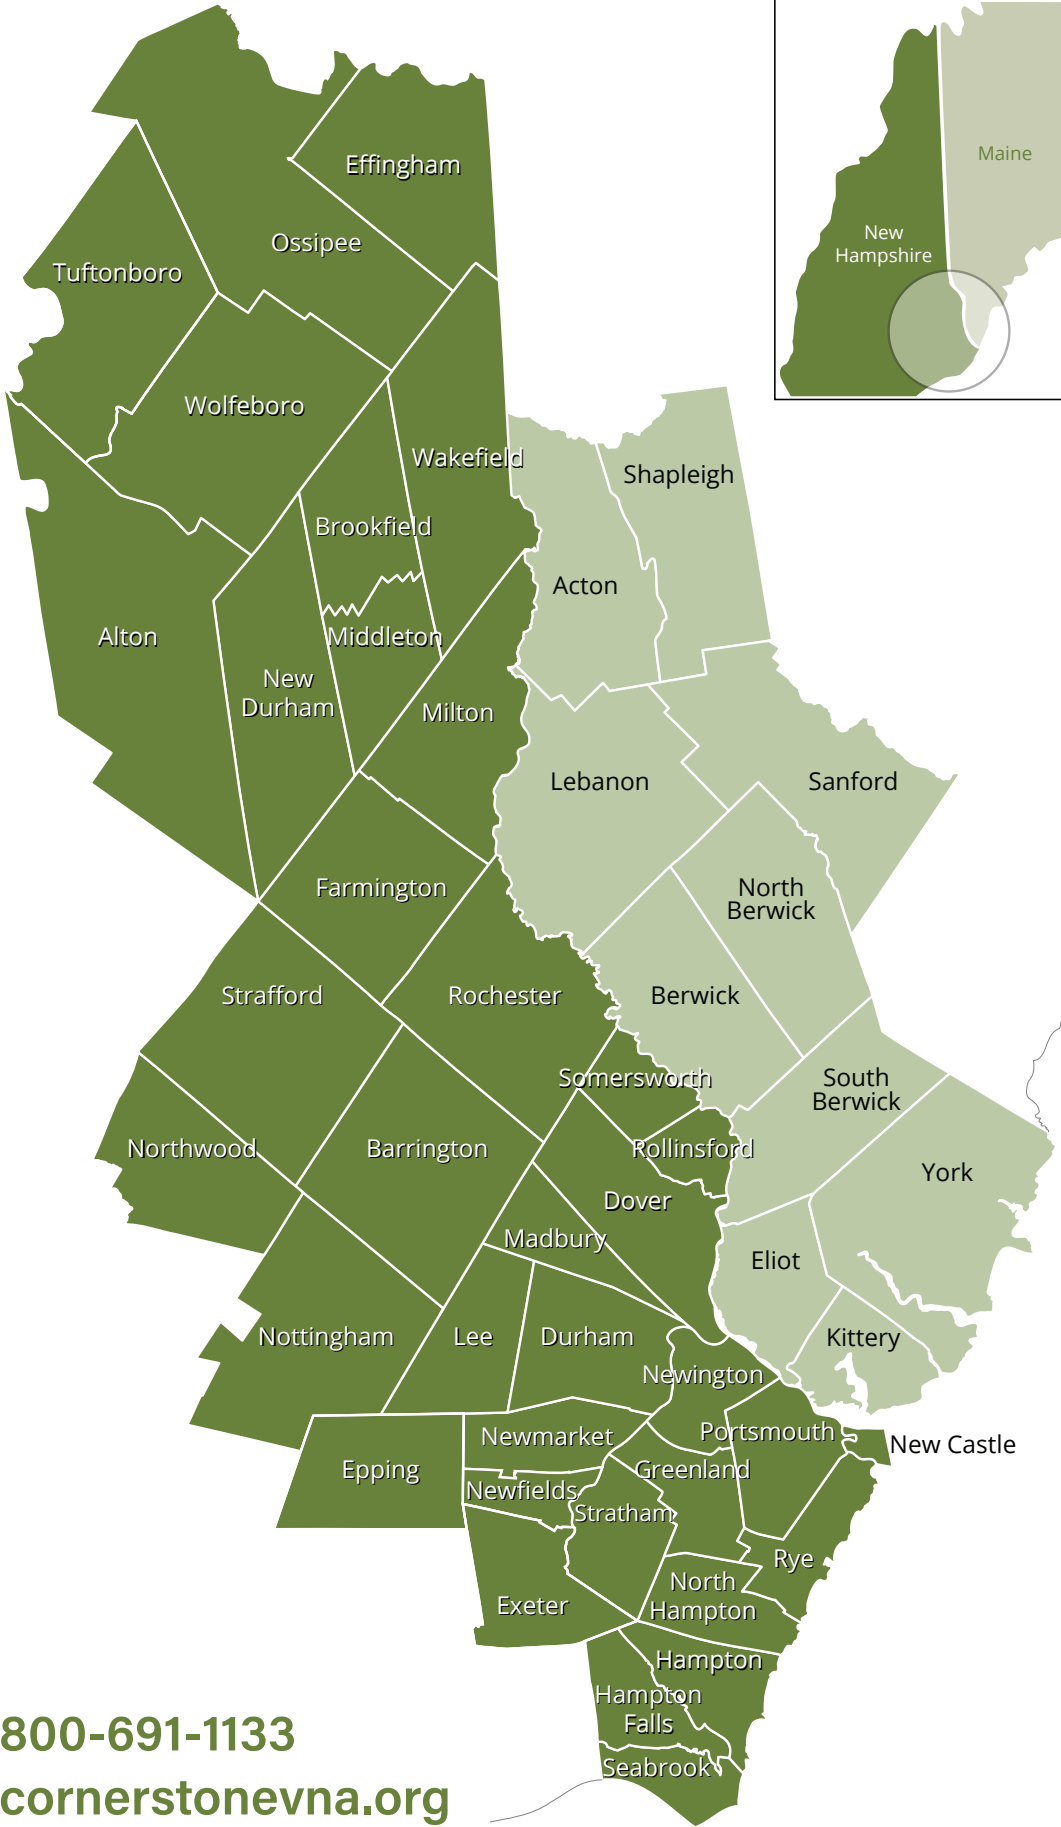 Maine
New
Hampshire
Effingham
Ossipee
Tuftonboro
Wolfeboro
Wakefield
Shapleigh
Brookfield
Acton
Alton
Middleton
New
Durham
Milton
Lebanon
Sanford
Farmington
North
Berwick
Strafford
Rochester
Berwick
Somersworth
South
Berwick
Northwood
Barrington
Rollinsford
York
Dover
Madbury
Eliot
Nottingham
Lee
Durham
Kittery
Newington
Portsmouth
Newmarket
New Castle
Epping
Greenland
Newfields
Stratham
Rye
North
Hampton
Exeter
Hampton
Hampton
Falls
Seabrook
800-691-1133
cornerstonevna.org